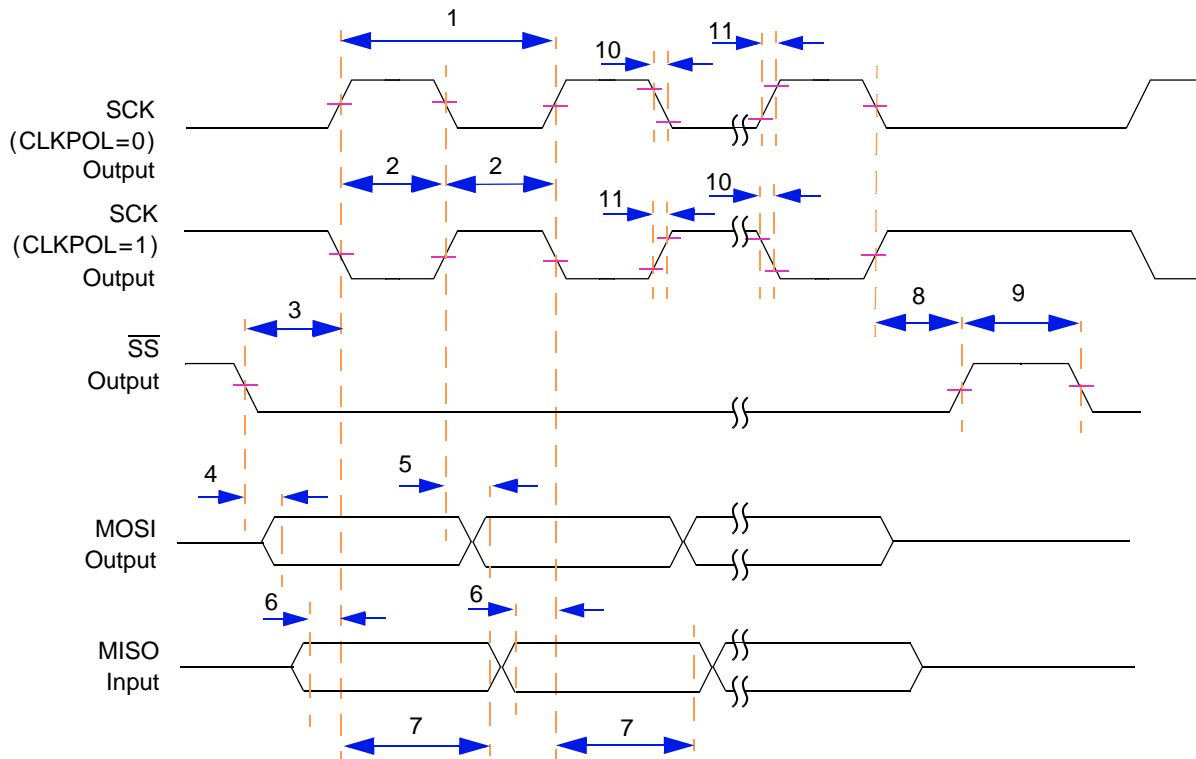 1
10
11
SCK
(CLKPOL=0)
Output
2
2
SCK
(CLKPOL=1)
Output
11
10
3
8
9
SS
Output
4
5
MOSI
Output
6
6
MISO
Input
7
7